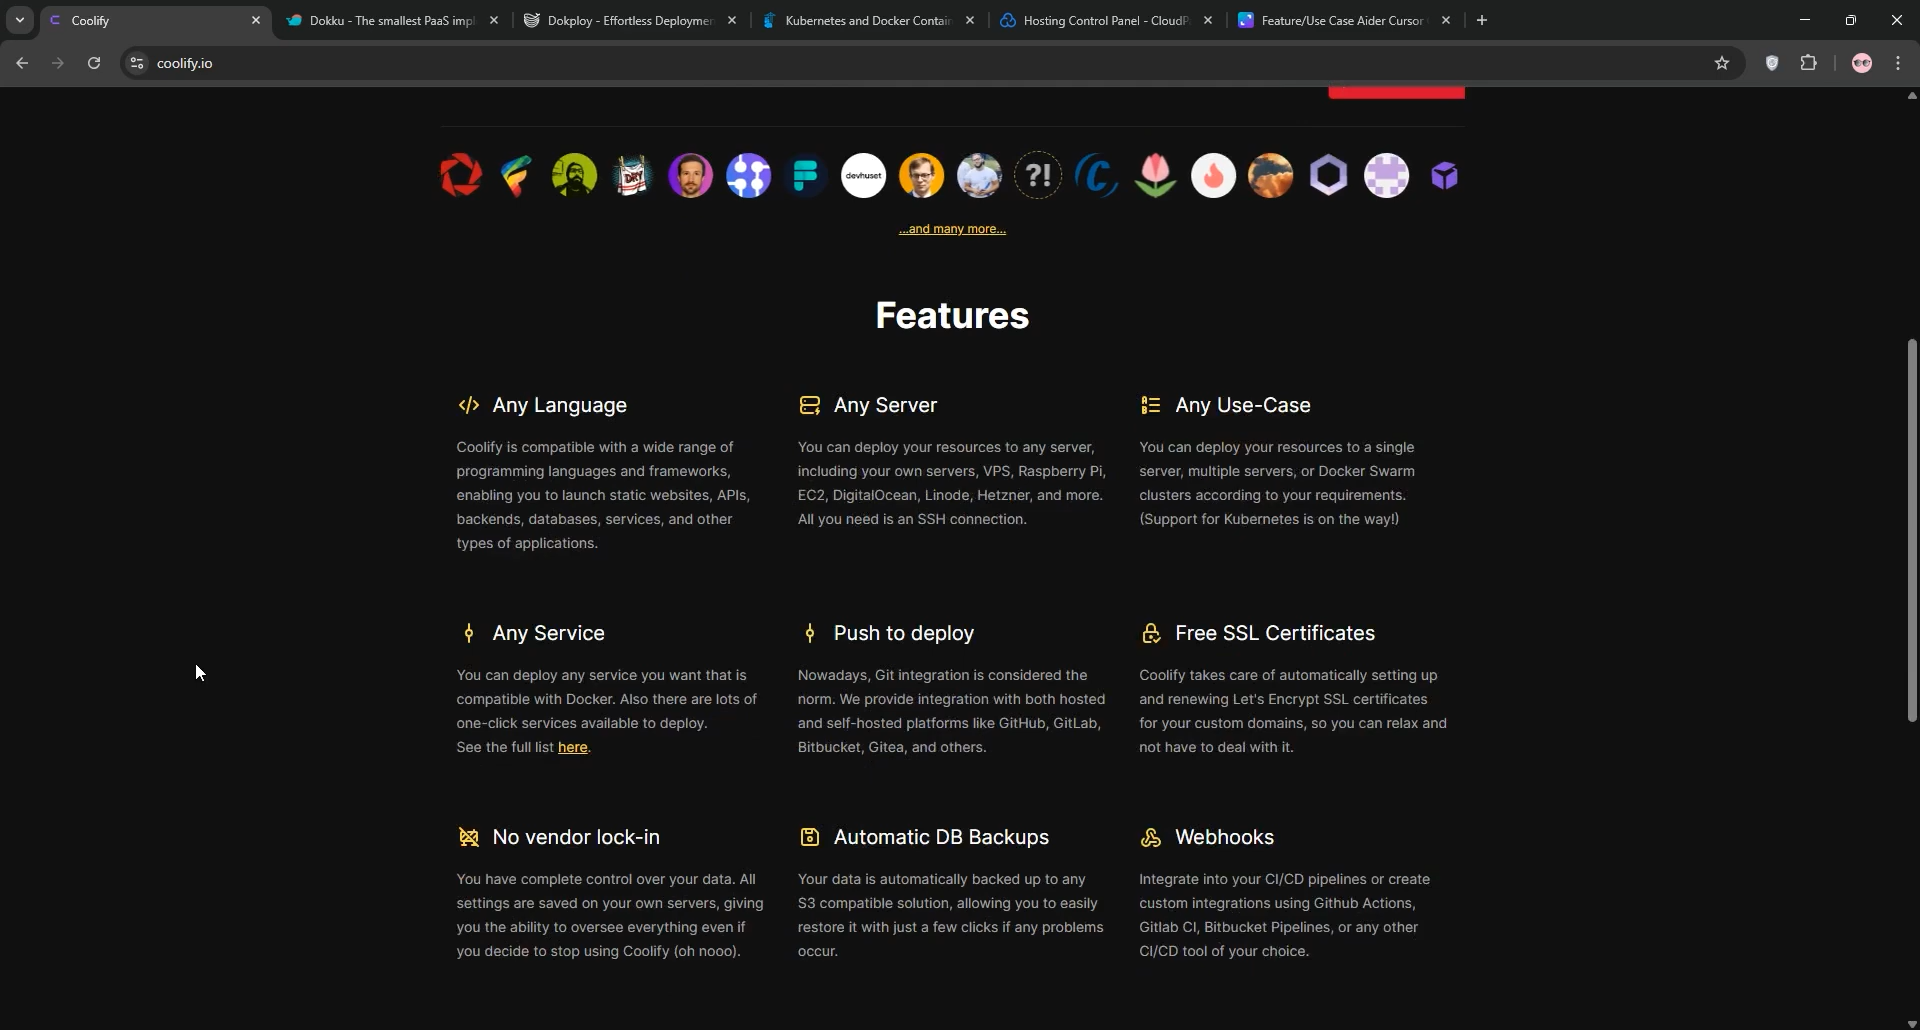 Coolify
Dokku - The smallest PaaS impl
Dokploy - Effortless Deploymen
Kubernetes and Docker Contain
Hosting Control Panel - CloudP
Feature/Use Case Aider Cursor
coolify.io
DRY
devhuset
?!
...and many more...
Features
Any Language
Coolify is compatible with a wide range of
programming languages and frameworks,
enabling you to launch static websites, APIs,
backends, databases, services, and other
types of applications.
Any Server
You can deploy your resources to any server,
including your own servers, VPS, Raspberry Pi,
EC2, DigitalOcean, Linode, Hetzner, and more.
All you need is an SSH connection.
Any Use-Case
You can deploy your resources to a single
server, multiple servers, or Docker Swarm
clusters according to your requirements.
(Support for Kubernetes is on the way!)
Any Service
You can deploy any service you want that is
compatible with Docker. Also there are lots of
one-click services available to deploy.
See the full list here.
Push to deploy
Nowadays, Git integration is considered the
norm. We provide integration with both hosted
and self-hosted platforms like GitHub, GitLab,
Bitbucket, Gitea, and others.
Free SSL Certificates
Coolify takes care of automatically setting up
and renewing Let's Encrypt SSL certificates
for your custom domains, so you can relax and
not have to deal with it.
No vendor lock-in
You have complete control over your data. All
settings are saved on your own servers, giving
you the ability to oversee everything even if
you decide to stop using Coolify (oh nooo).
Automatic DB Backups
Your data is automatically backed up to any
S3 compatible solution, allowing you to easily
restore it with just a few clicks if any problems
occur.
Webhooks
Integrate into your CI/CD pipelines or create
custom integrations using Github Actions,
Gitlab CI, Bitbucket Pipelines, or any other
CI/CD tool of your choice.